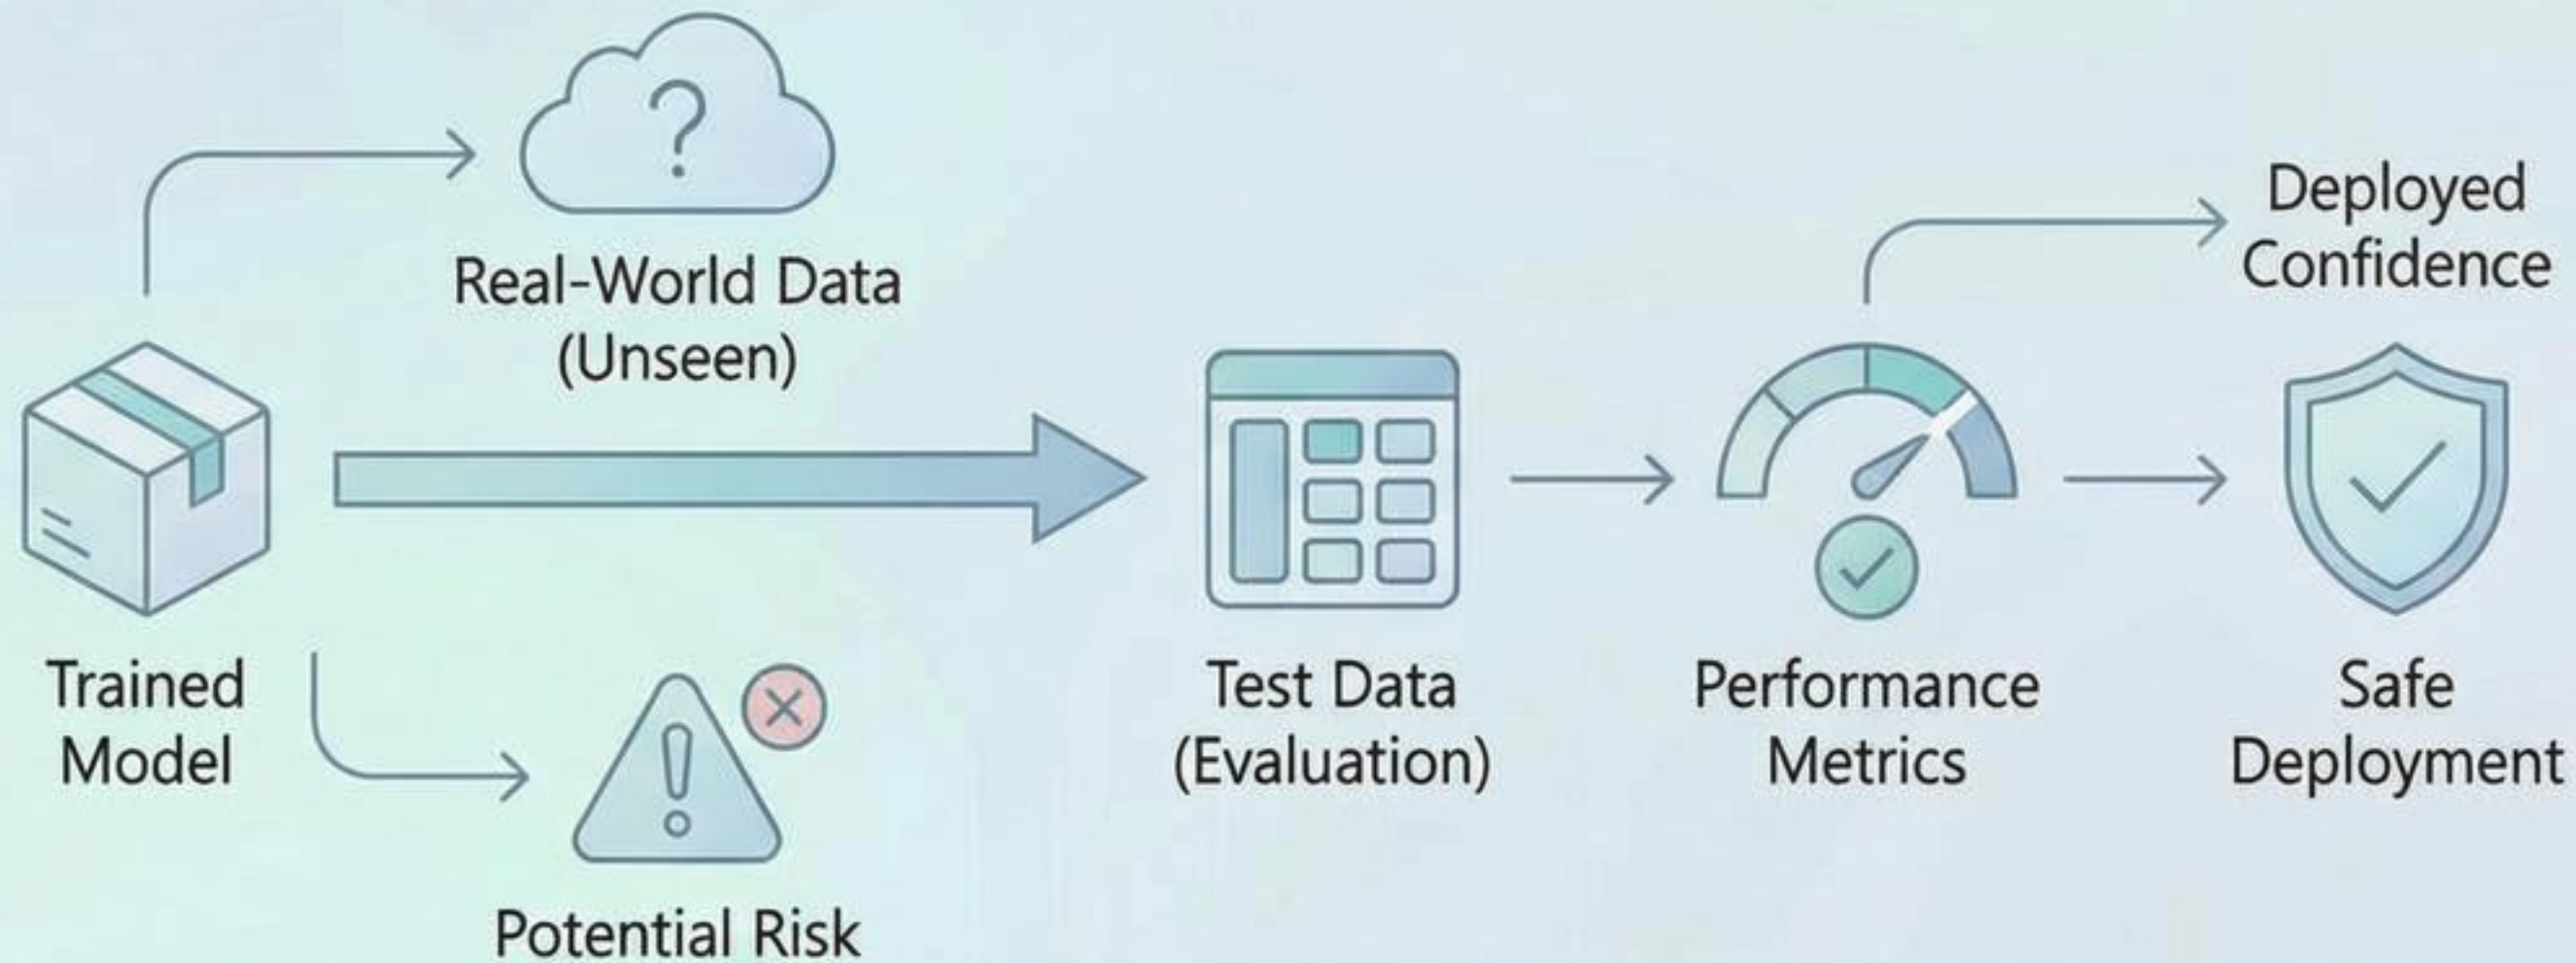 Real-World Data
(Unseen)
Deployed
Confidence
Trained
Model
Potential Risk
Test Data
(Evaluation)
Performance
Metrics
Safe
Deployment